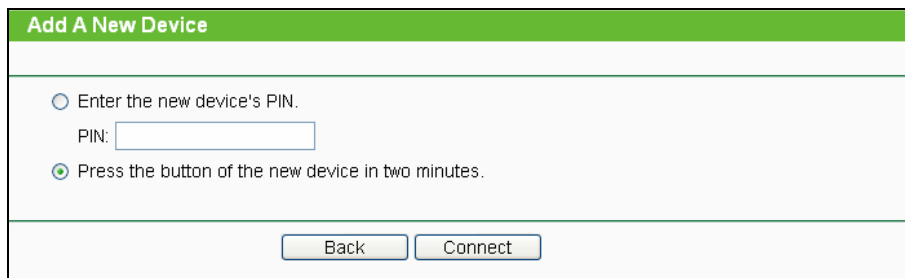 Add A New Device
Enter the new device's PIN.
PIN:
Press the button of the new device in two minutes.
Back Connect